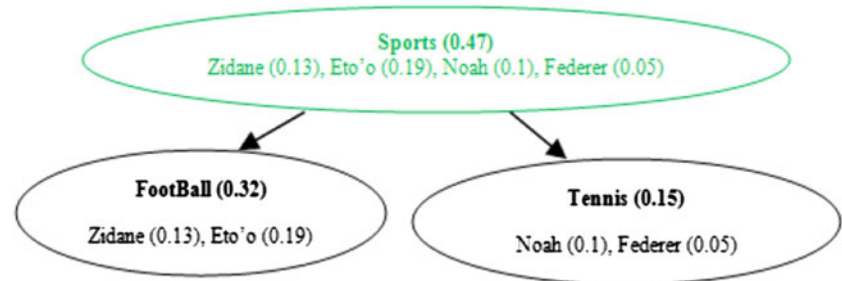 Sports (0.47)
Zidane (0.13), Eto’o (0.19), Noah (0.1), Federer (0.05)
FootBall (0.32)
Zidane (0.13), Eto’o (0.19)
Tennis (0.15)
Noah (0.1), Federer (0.05)